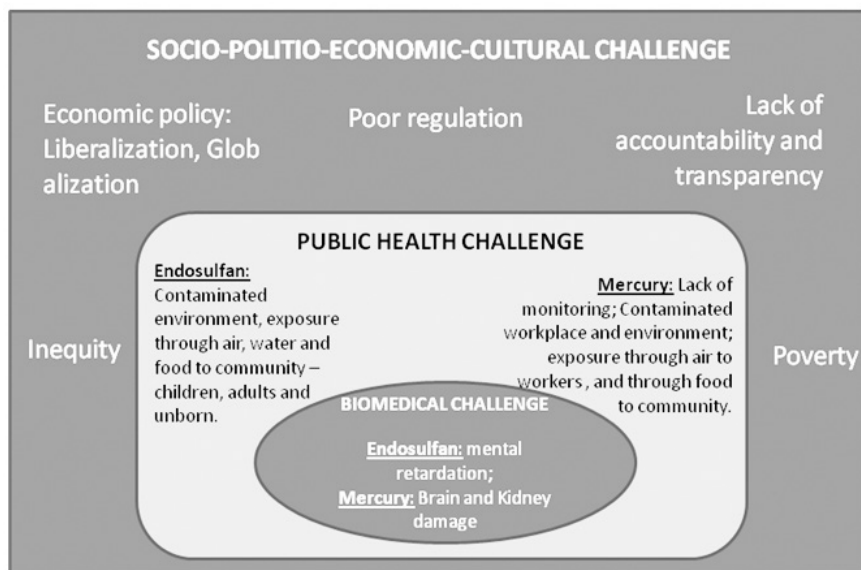 SOCIO-POLITIO-ECONOMIC-CULTURAL CHALLENGE
Economic policy:
Liberalization, Glob
alization
Poor regulation
Lack of
accountability and
transparency
Inequity
Poverty
PUBLIC HEALTH CHALLENGE
Endosulfan:
Contaminated
environment, exposure
through air, water and
food to community –
children, adults and
unborn.
Mercury: Lack of
monitoring; Contaminated
workplace and environment;
exposure through air to
workers , and through food
to community.
BIOMEDICAL CHALLENGE
Endosulfan: mental
retardation;
Mercury: Brain and Kidney
damage